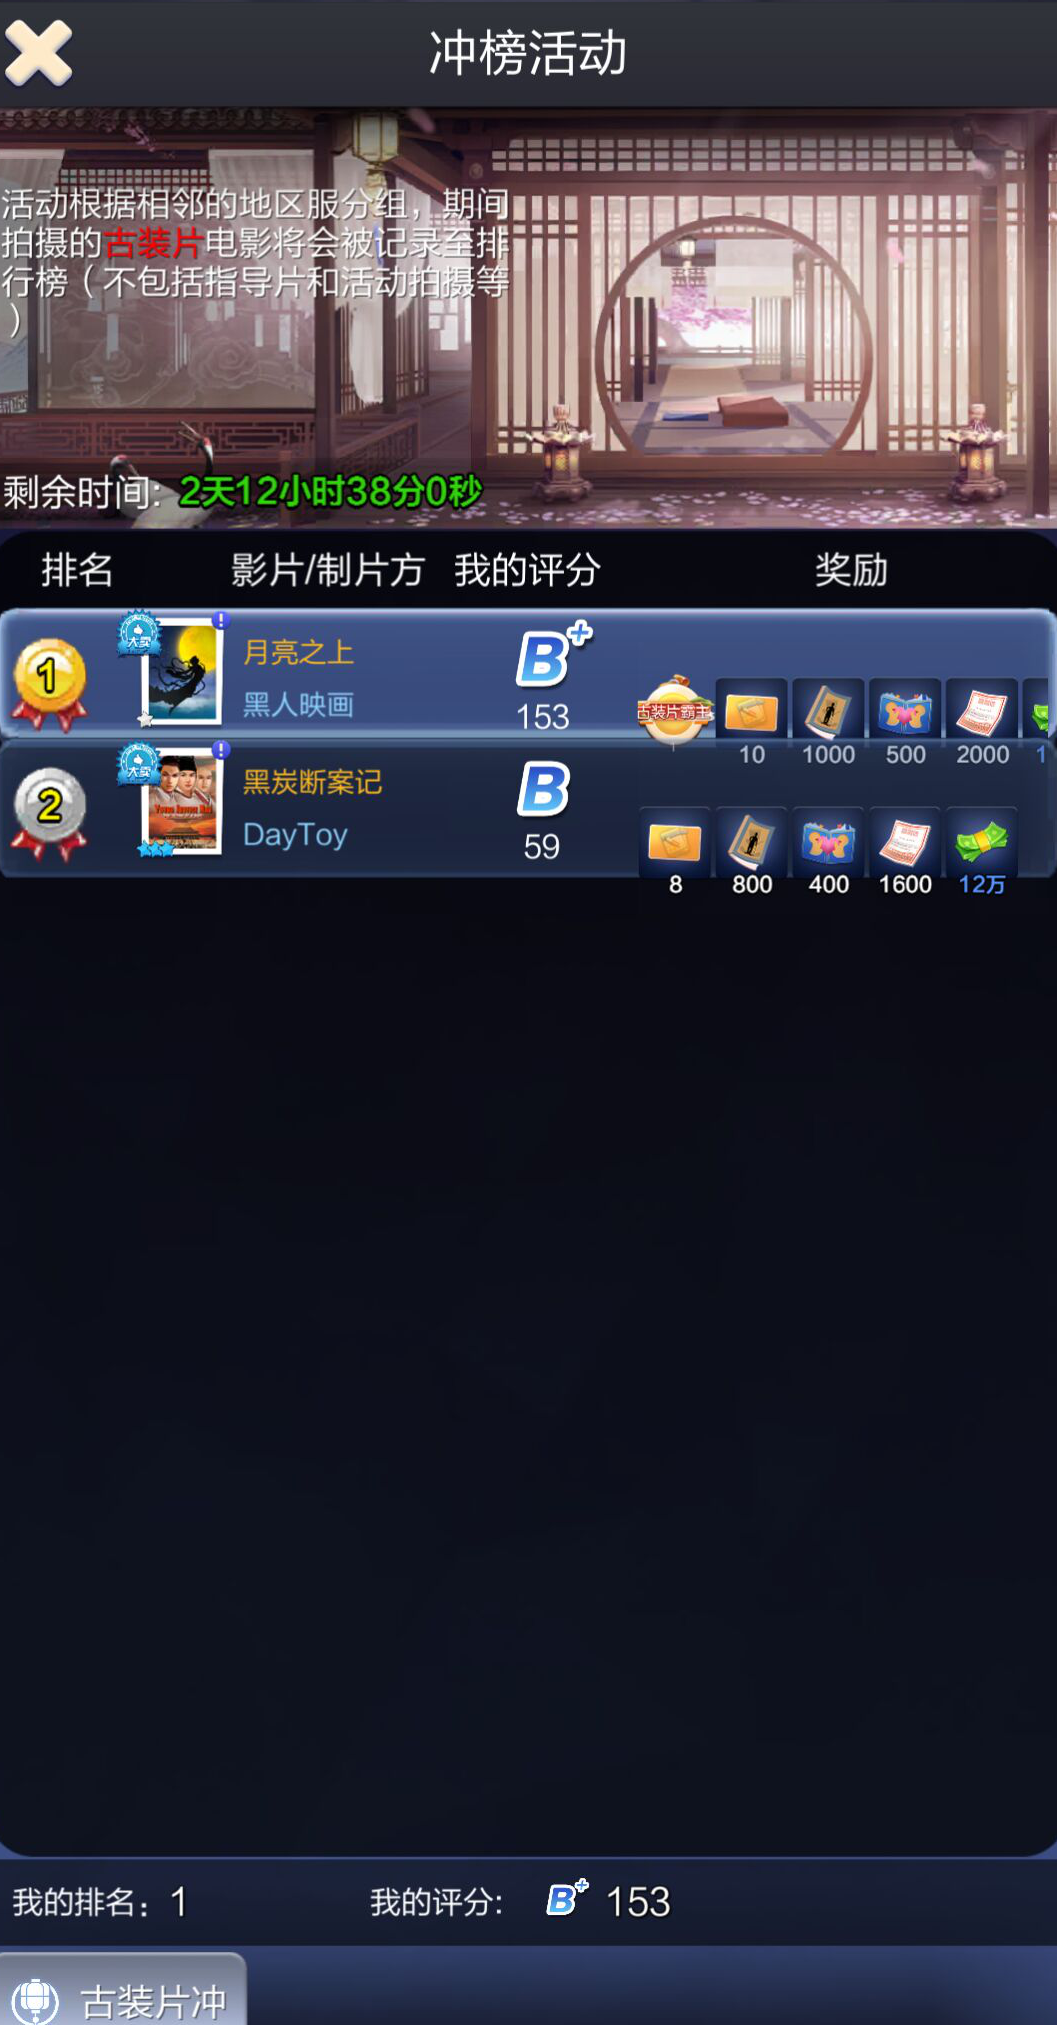 冲榜活动
活动根据相邻的地区服分组，期间
拍摄的古装片电影将会被记录至排
行榜（不包括指导片和活动拍摄等
）
剩余时间: 2天12小时38分0秒
排名 影片/制片方 我的评分 奖励
1 大卖 月亮之上 B+
黑人映画 153
古装片霸主 10 1000 500 2000 1
2 大卖 黑炭断案记 B
DayToy 59
8 800 400 1600 12万
我的排名: 1 我的评分: B+ 153
古装片冲